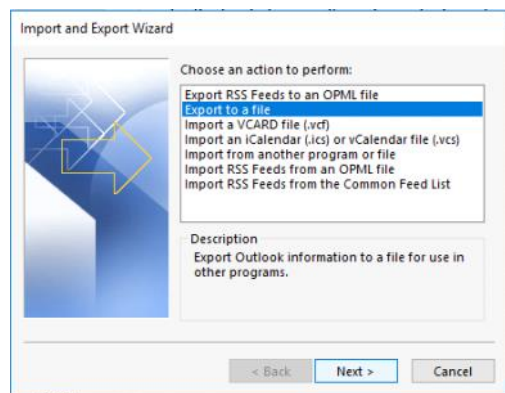 Import and Export Wizard
Choose an action to perform:
Export RSS Feeds to an OPML file
Export to a file
Import a VCARD file (.vcf)
Import an iCalendar (.ics) or vCalendar file (.vcs)
Import from another program or file
Import RSS Feeds from an OPML file
Import RSS Feeds from the Common Feed List
Description
Export Outlook information to a file for use in
other programs.
< Back Next > Cancel